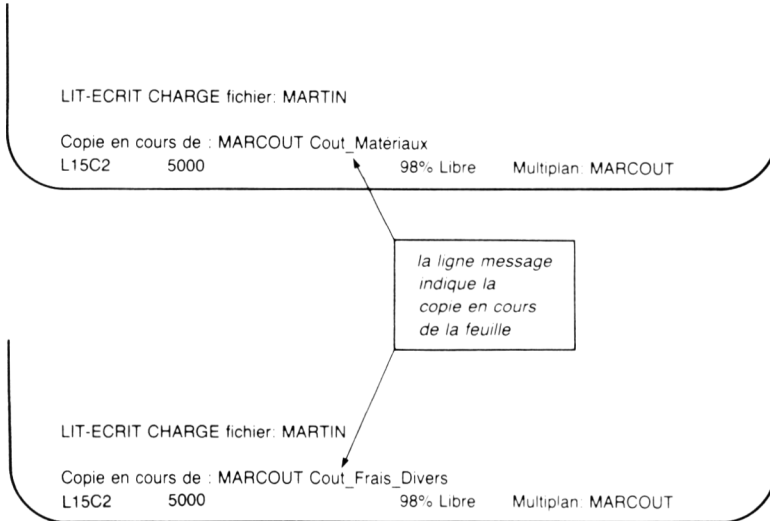 LIT-ECRIT CHARGE fichier: MARTIN
Copie en cours de : MARCOUT Cout_Matériaux
L15C2 5000 98% Libre Multiplan: MARCOUT
la ligne message
indique la
copie en cours
de la feuille
LIT-ECRIT CHARGE fichier: MARTIN
Copie en cours de : MARCOUT Cout_Frais_Divers
L15C2 5000 98% Libre Multiplan: MARCOUT